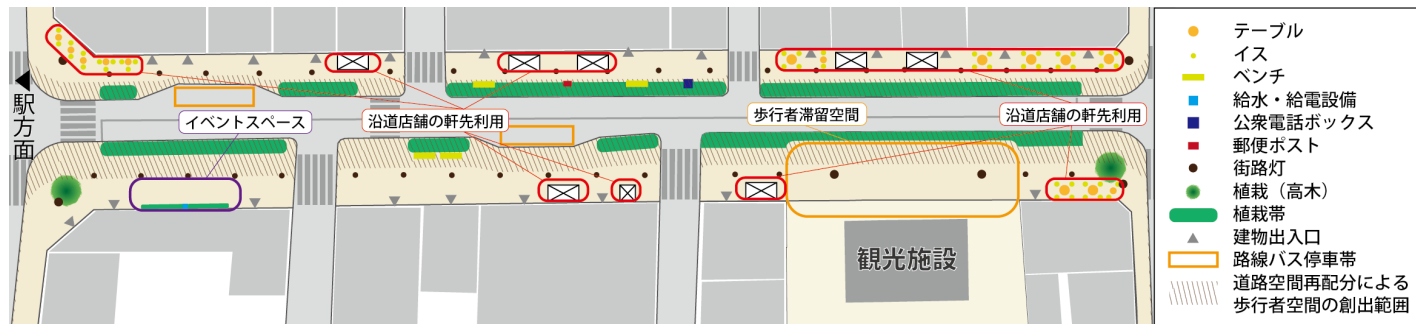 駅方面
イベントスペース
沿道店舗の軒先利用
歩行者滞留空間
沿道店舗の軒先利用
観光施設
テーブル
イス
ベンチ
給水・給電設備
公衆電話ボックス
郵便ポスト
街路灯
植栽（高木）
植栽帯
建物出入口
路線バス停車帯
道路空間再配分による
歩行者空間の創出範囲